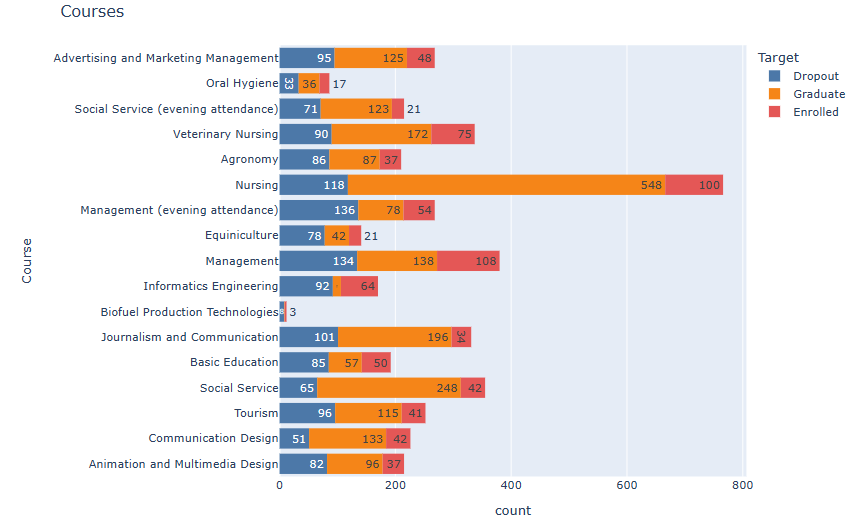 Courses
Target
Dropout
Graduate
Enrolled
Course
Advertising and Marketing Management 95 125 48
Oral Hygiene 33 36 17
Social Service (evening attendance) 71 123 21
Veterinary Nursing 90 172 75
Agronomy 86 87 37
Nursing 118 548 100
Management (evening attendance) 136 78 54
Equiniculture 78 42 21
Management 134 138 108
Informatics Engineering 92 64
Biofuel Production Technologies 3
Journalism and Communication 101 196 34
Basic Education 85 57 50
Social Service 65 248 42
Tourism 96 115 41
Communication Design 51 133 42
Animation and Multimedia Design 82 96 37
0 200 400 600 800
count